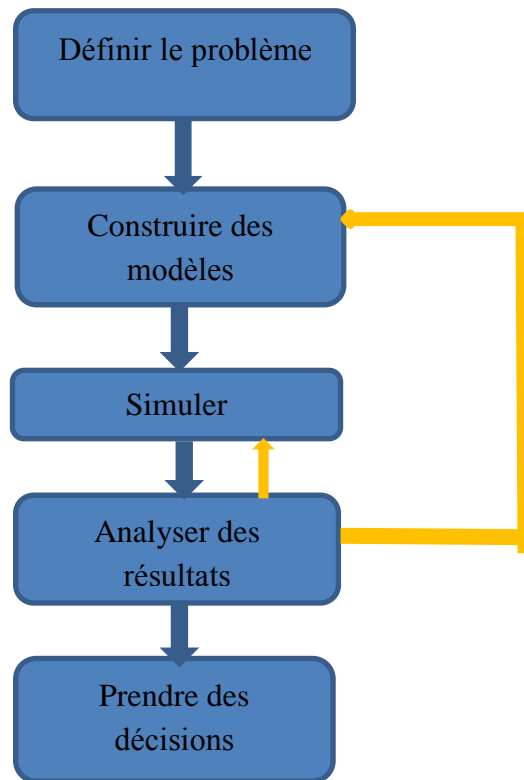 Définir le problème
Construire des
modèles
Simuler
Analyser des
résultats
Prendre des
décisions